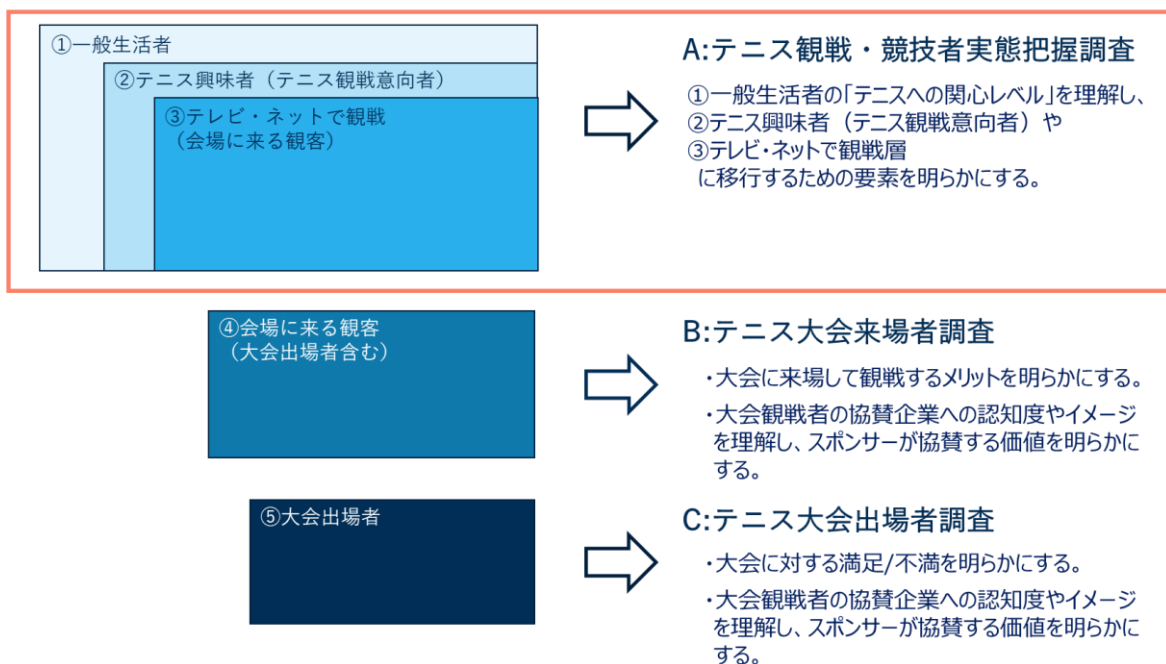 ①一般生活者
②テニス興味者（テニス観戦意向者）
③テレビ・ネットで観戦
（会場に来る観客）
A:テニス観戦・競技者実態把握調査
①一般生活者の「テニスへの関心レベル」を理解し、
②テニス興味者（テニス観戦意向者）や
③テレビ・ネットで観戦層
に移行するための要素を明らかにする。
④会場に来る観客
（大会出場者含む）
B:テニス大会来場者調査
・大会に来場して観戦するメリットを明らかにする。
・大会観戦者の協賛企業への認知度やイメージ
を理解し、スポンサーが協賛する価値を明らかに
する。
⑤大会出場者
C:テニス大会出場者調査
・大会に対する満足/不満を明らかにする。
・大会観戦者の協賛企業への認知度やイメージ
を理解し、スポンサーが協賛する価値を明らかに
する。